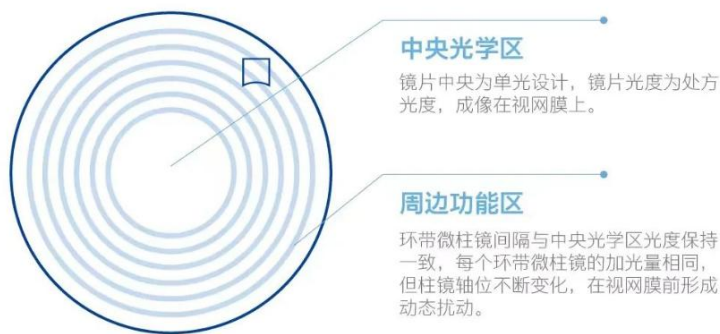 中央光学区
镜片中央为单光设计，镜片光度为处方
光度，成像在视网膜上。
周边功能区
环带微柱镜间隔与中央光学区光度保持
一致，每个环带微柱镜的加光量相同，
但柱镜轴位不断变化，在视网膜前形成
动态扰动。